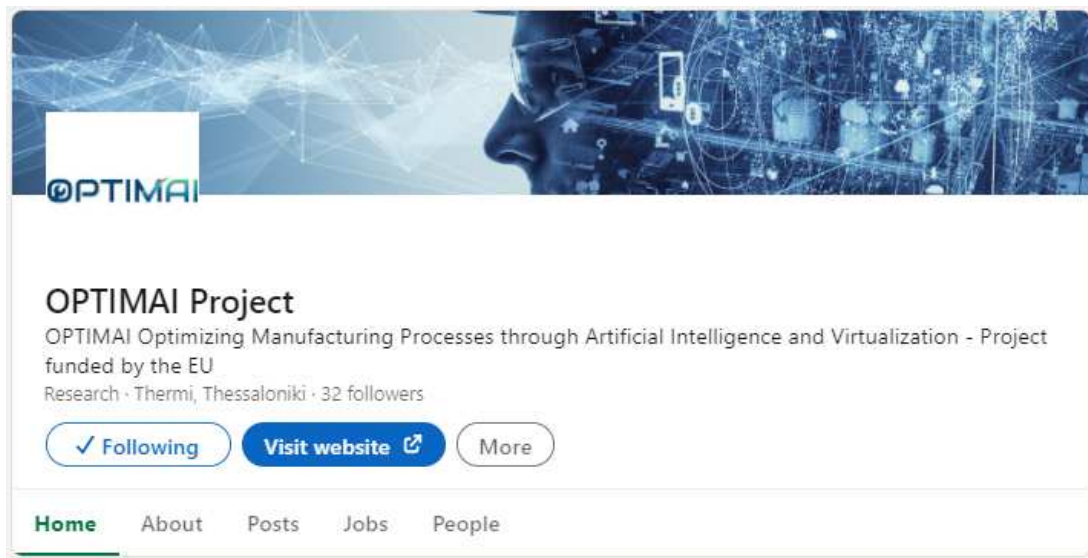 OPTIMAI
OPTIMAI Project
OPTIMAI Optimizing Manufacturing Processes through Artificial Intelligence and Virtualization - Project
funded by the EU
Research · Thermi, Thessaloniki · 32 followers
✓ Following Visit website More
Home About Posts Jobs People